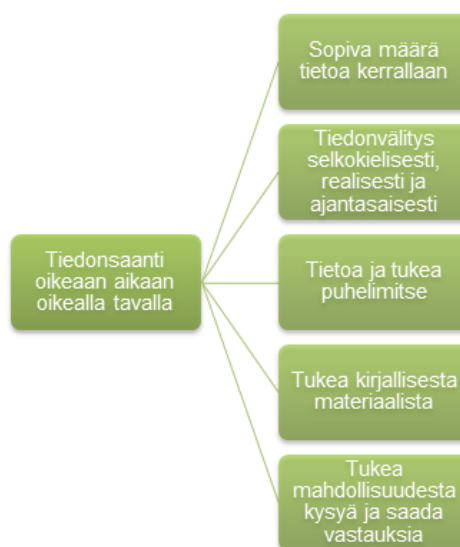 Tiedonsaanti
oikeaan aikaan
oikealla tavalla
Sopiva määrä
tietoa kerrallaan
Tiedonvälitys
selkokielisesti,
realisesti ja
ajantasaisesti
Tietoa ja tukea
puhelimitse
Tukea kirjallisesta
materiaalista
Tukea
mahdollisuudesta
kysyä ja saada
vastauksia